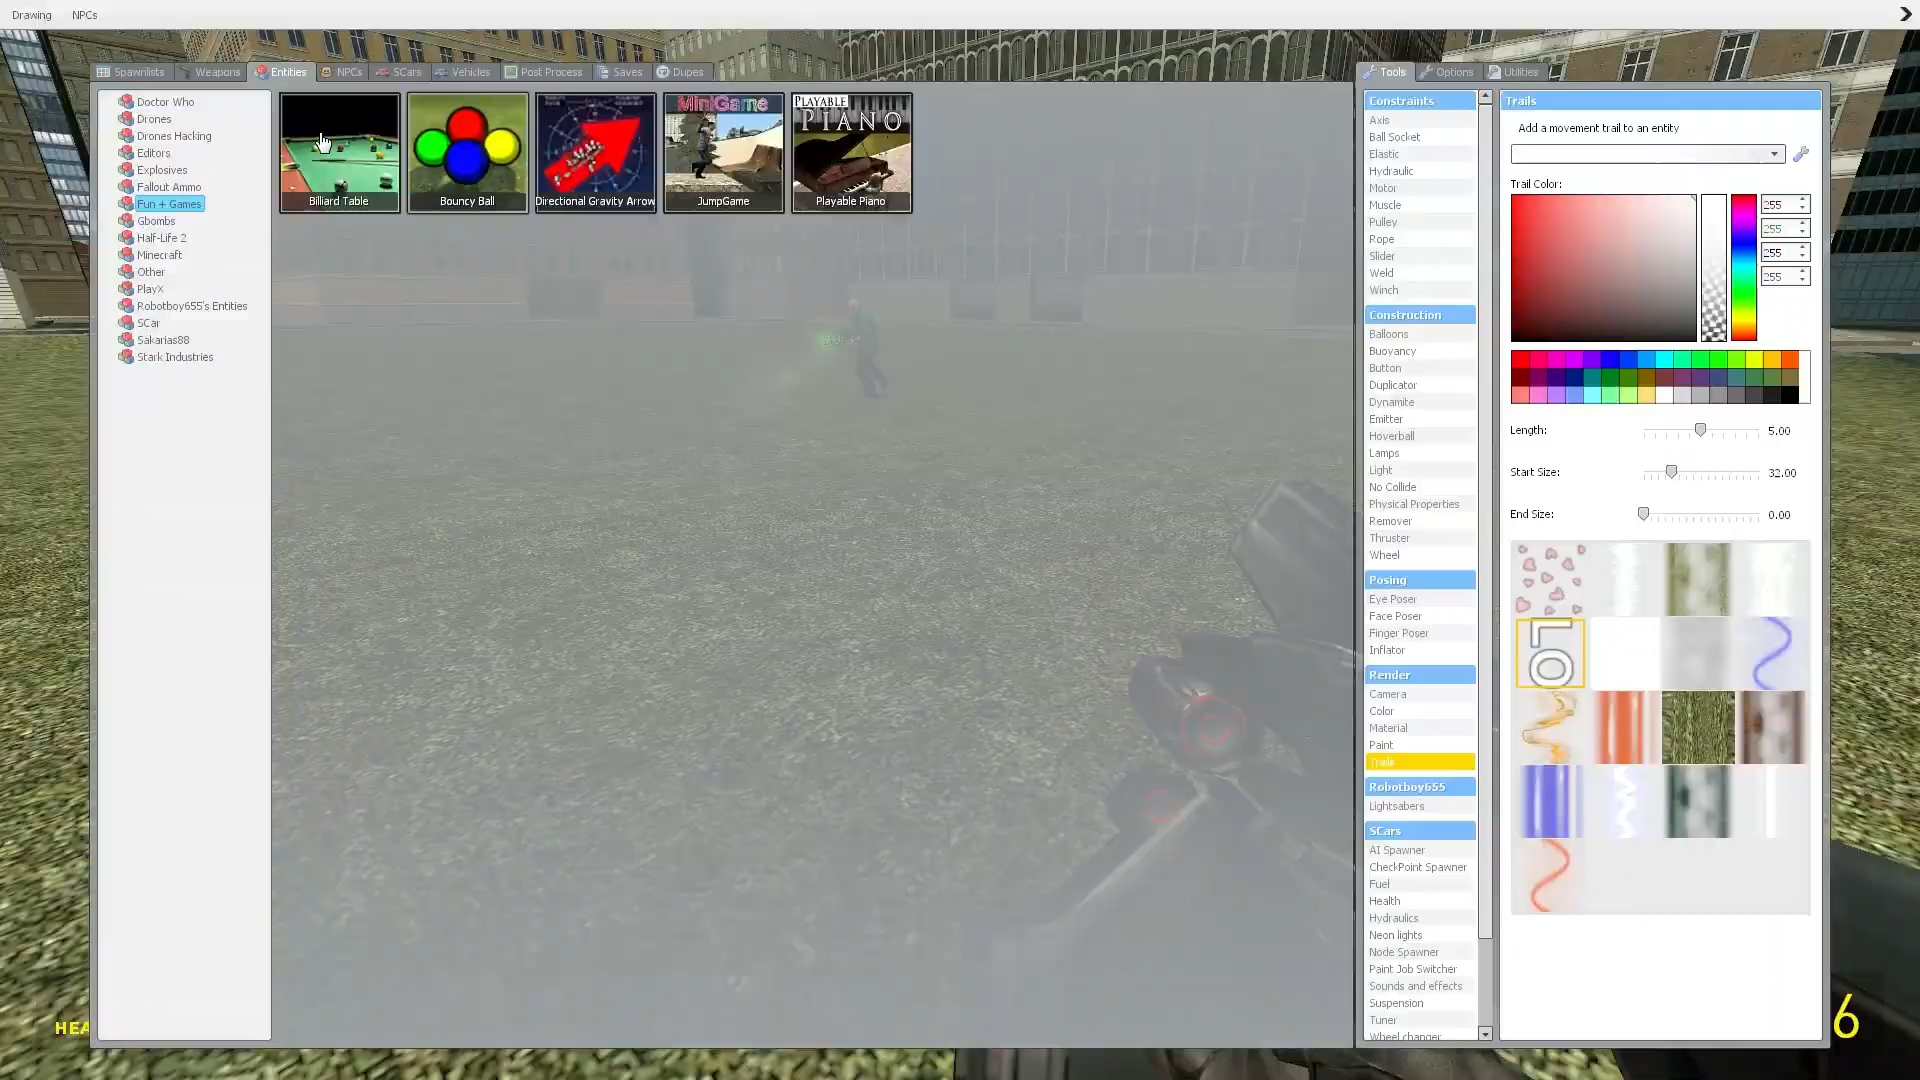 Drawing NPCs
Spawnlists Weapons Entities NPCs SCars Vehicles Post Process Saves Dupes
Doctor Who
Drones
Drones Hacking
Editors
Explosives
Fallout Ammo
Fun + Games
Gbombs
Half-Life 2
Minecraft
Other
PlayX
Robotboy655's Entities
SCar
Sakarias88
Stark Industries
Billiard Table
Bouncy Ball
Directional Gravity Arrow
MiniGame
JumpGame
PLAYABLE
PIANO
Playable Piano
HEA
Tools Options Utilities
Constraints
Axis
Ball Socket
Elastic
Hydraulic
Motor
Muscle
Pulley
Rope
Slider
Weld
Winch
Construction
Balloons
Buoyancy
Button
Duplicator
Dynamite
Emitter
Hoverball
Lamps
Light
No Collide
Physical Properties
Remover
Thruster
Wheel
Posing
Eye Poser
Face Poser
Finger Poser
Inflator
Render
Camera
Color
Material
Paint
Trails
Robotboy655
Lightsabers
SCars
AI Spawner
CheckPoint Spawner
Fuel
Health
Hydraulics
Neon lights
Node Spawner
Paint Job Switcher
Sounds and effects
Suspension
Tuner
Wheel changer
Trails
Add a movement trail to an entity
Trail Color:
255
255
255
255
Length: 5.00
Start Size: 32.00
End Size: 0.00
LO
6